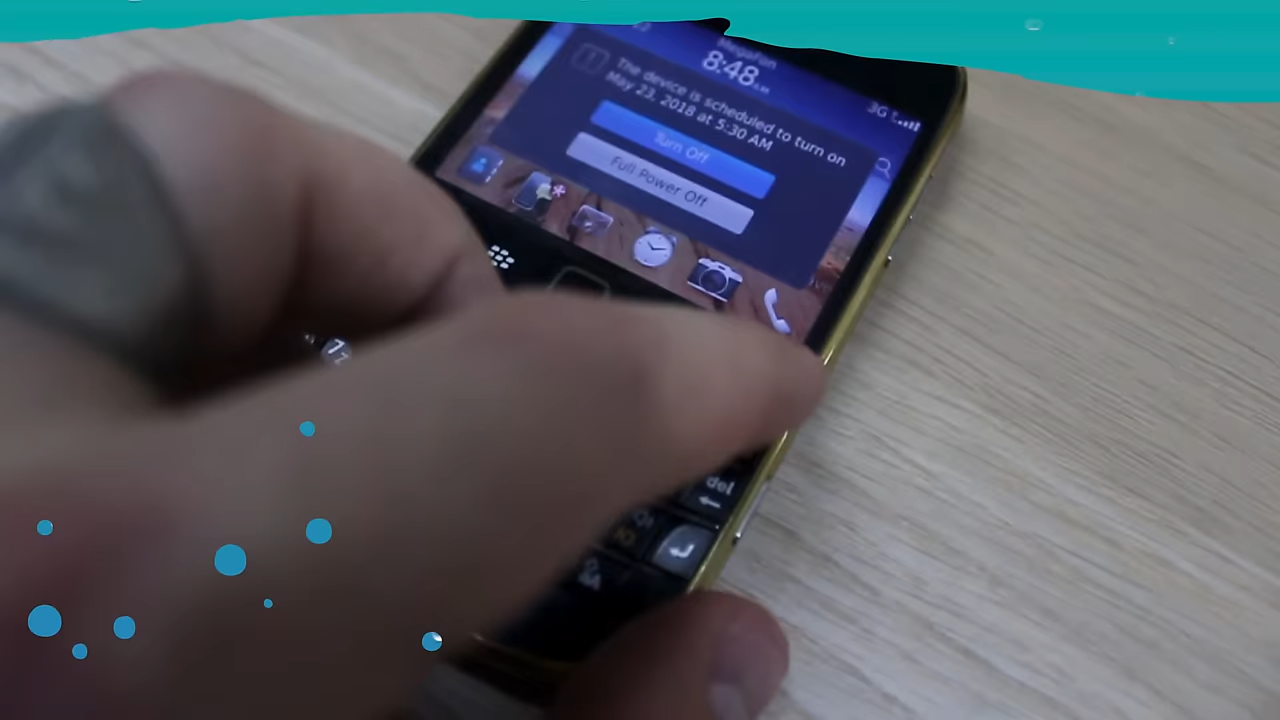 MegaFon
8:48
3G
The device is scheduled to turn on
May 23, 2018 at 5:30 AM
Turn Off
Full Power Off
7
Z
del